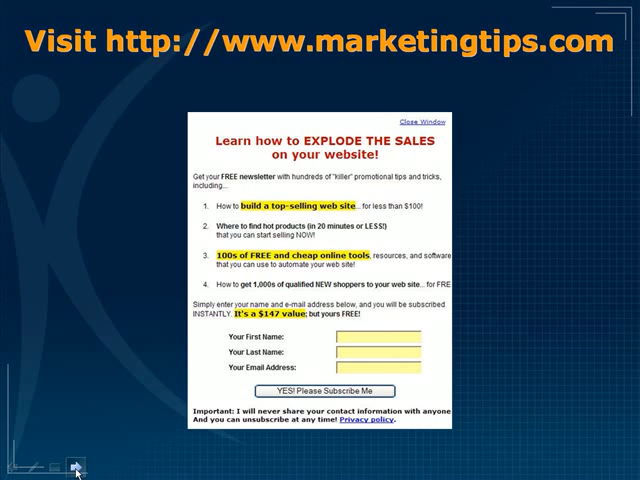 Visit http://www.marketingtips.com
Close Window
Learn how to EXPLODE THE SALES
on your website!
Get your FREE newsletter with hundreds of "killer" promotional tips and tricks,
including...
1. How to build a top-selling web site... for less than $100!
2. Where to find hot products (in 20 minutes or LESS!)
that you can start selling NOW!
3. 100s of FREE and cheap online tools, resources, and software
that you can use to automate your web site!
4. How to get 1,000s of qualified NEW shoppers to your web site... for FRE
Simply enter your name and e-mail address below, and you will be subscribed
INSTANTLY. It's a $147 value; but yours FREE!
Your First Name:
Your Last Name:
Your Email Address:
YES! Please Subscribe Me
Important: I will never share your contact information with anyone
And you can unsubscribe at any time! Privacy policy.